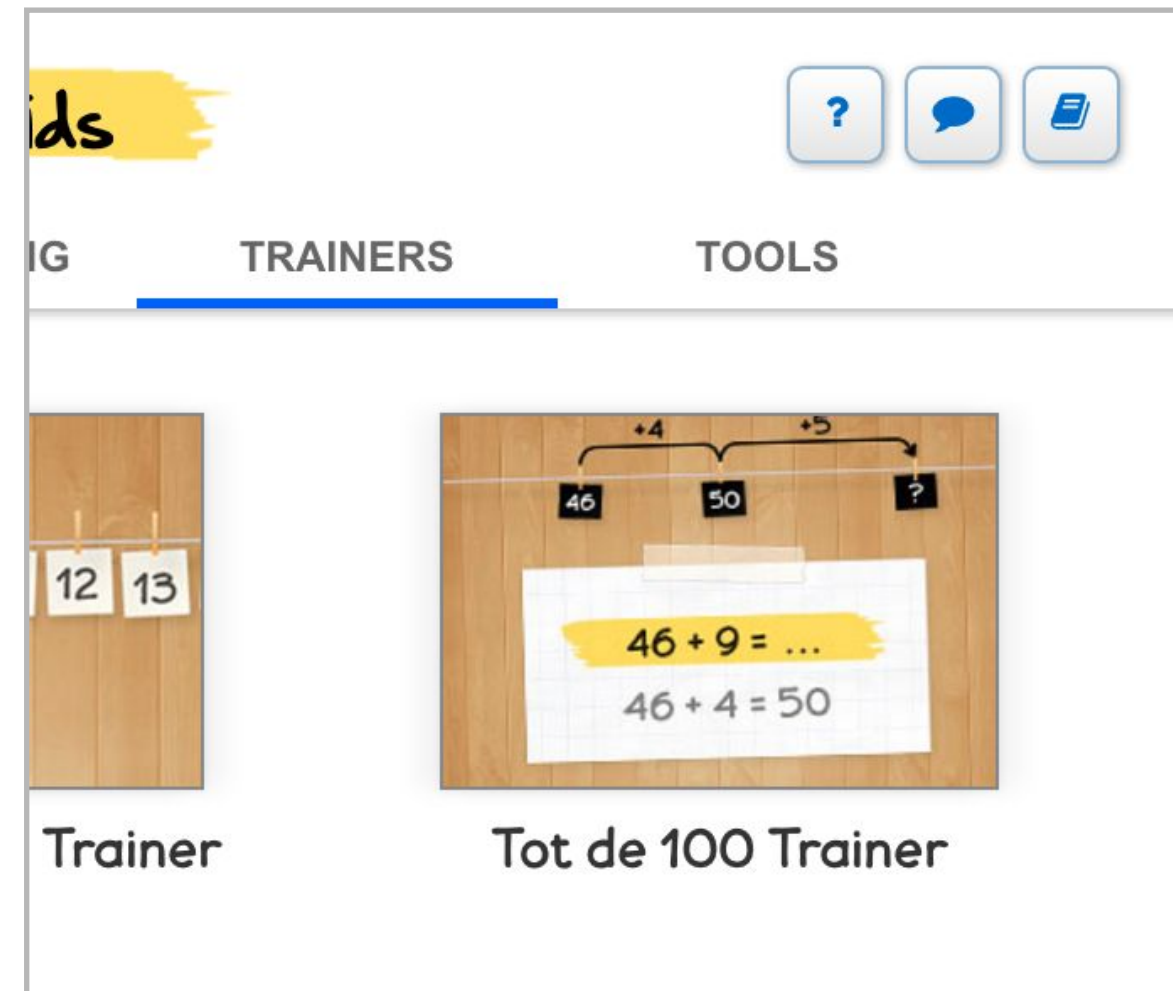 ids
?
IG TRAINERS TOOLS
+4 +5
46 50 ?
12 13
46 + 9 = ...
46 + 4 = 50
Trainer
Tot de 100 Trainer